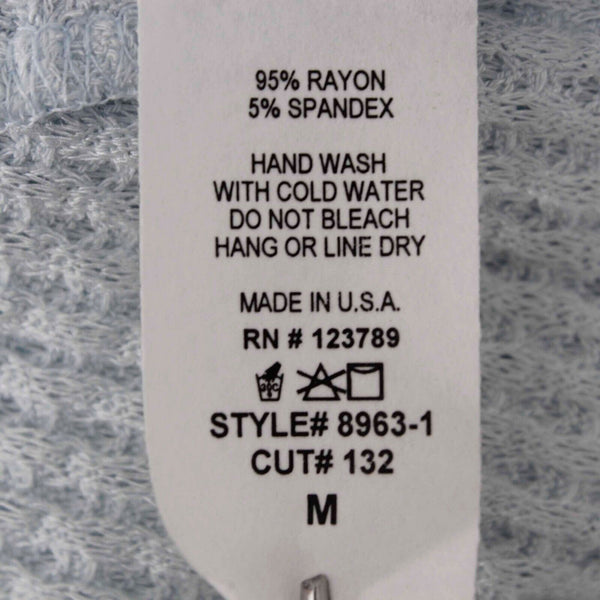 95% RAYON
5% SPANDEX
HAND WASH
WITH COLD WATER
DO NOT BLEACH
HANG OR LINE DRY
MADE IN U.S.A.
RN # 123789
STYLE# 8963-1
CUT# 132
M